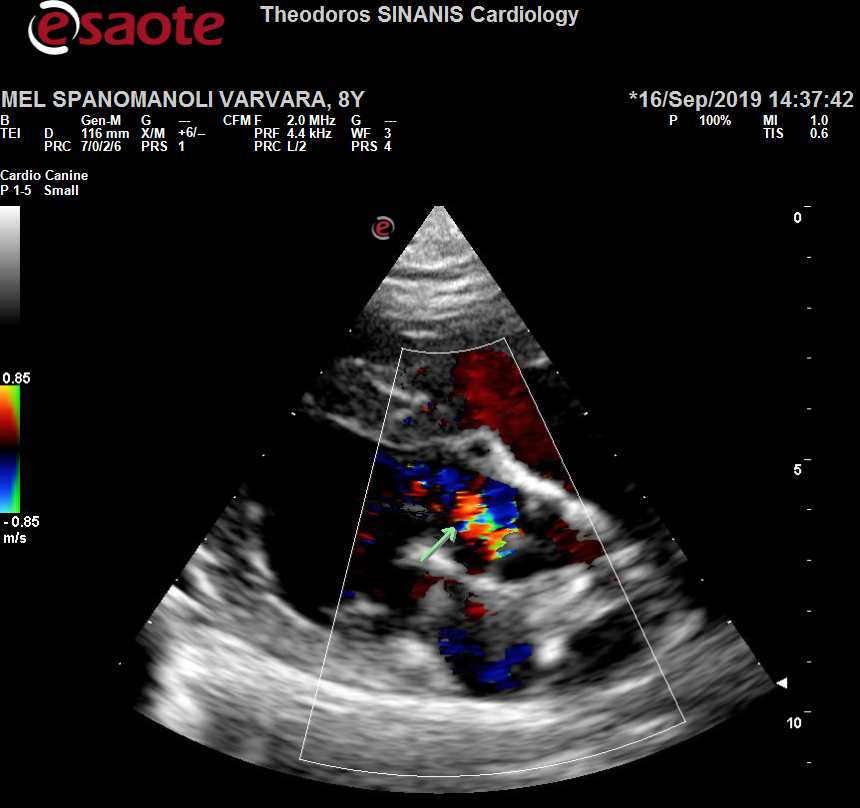 esaote
Theodoros SINANIS Cardiology
MEL SPANOMANOLI VARVARA, 8Y
*16/Sep/2019 14:37:42
B Gen-M G --- CFM F 2.0 MHz G --- P 100% MI 1.0
TEI D 116 mm X/M +6/-- PRF 4.4 kHz WF 3 TIS 0.6
PRC 7/0/2/6 PRS 1 PRC L/2 PRS 4
Cardio Canine
P 1-5 Small
e
0
0.85
5
- 0.85
m/s
10